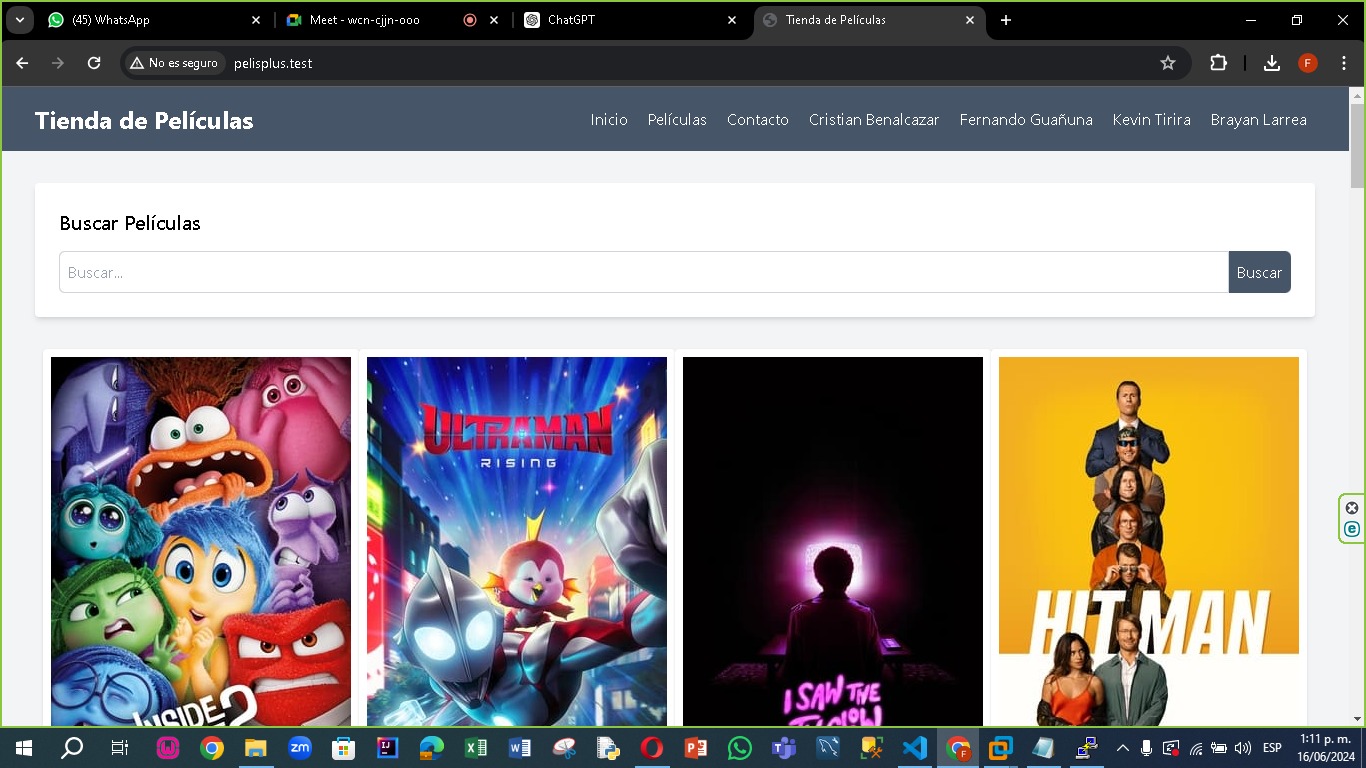 (45) WhatsApp
Meet - wcn-cjjn-ooo
ChatGPT
Tienda de Películas
No es seguro
pelisplus.test
F
Tienda de Películas
Inicio
Películas
Contacto
Cristian Benalcazar
Fernando Guañuna
Kevin Tirira
Brayan Larrea
Buscar Películas
Buscar...
Buscar
ULTRAMAN
RISING
I SAW THE
HIT MAN
INSIDE 2
ESP
1:11 p. m.
16/06/2024